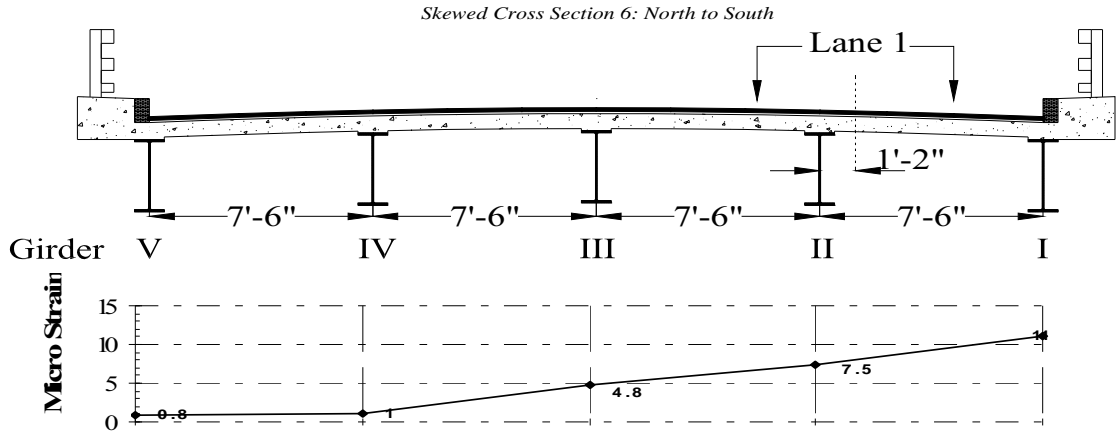 Skewed Cross Section 6: North to South
Lane 1
1'-2"
7'-6" 7'-6" 7'-6" 7'-6"
Girder V IV III II I
Micro Strain
15
10
5
0
0.8 1 4.8 7.5 11